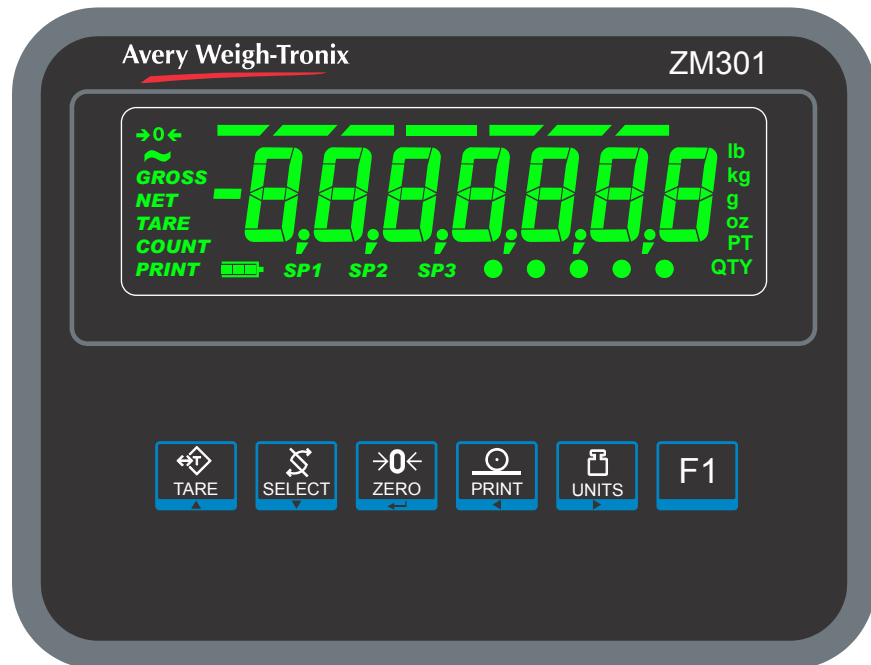 Avery Weigh-Tronix
ZM301
→0←
~
GROSS
NET
TARE
COUNT
PRINT
-8,8,8,8,8,8,8
SP1 SP2 SP3
lb
kg
g
oz
PT
QTY
T
TARE
SELECT
→0←
ZERO
PRINT
UNITS
F1